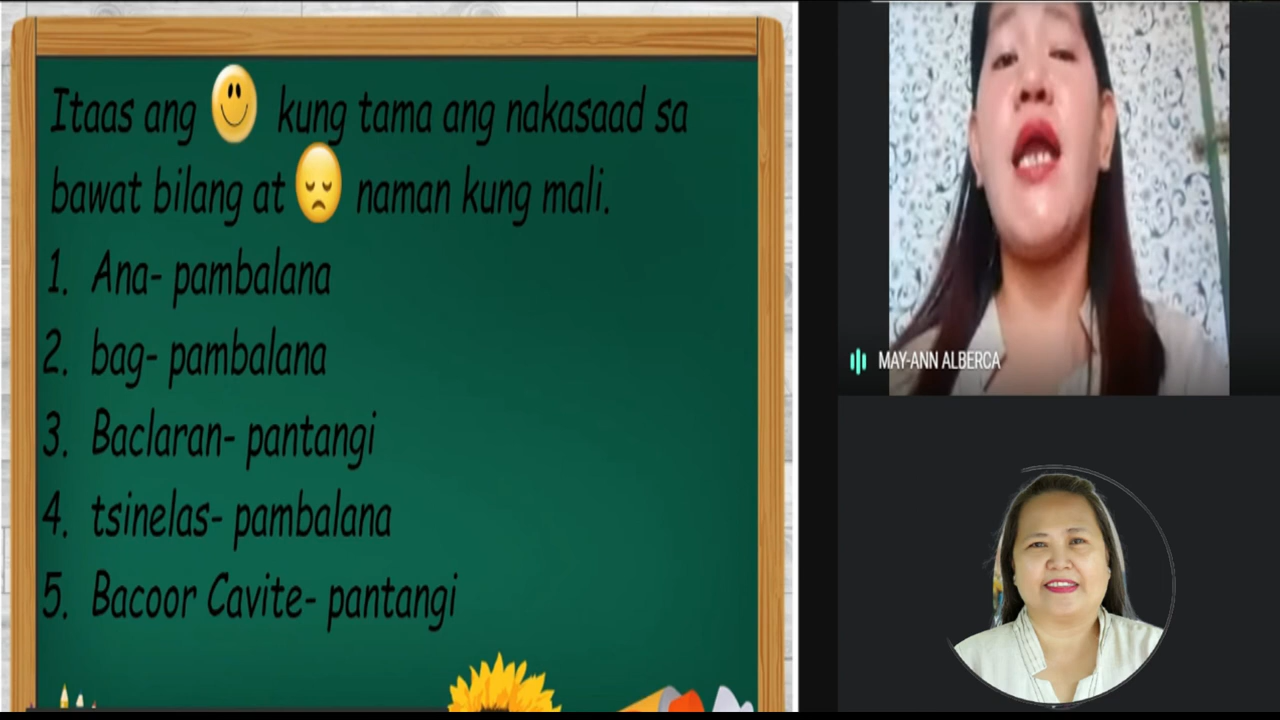 Itaas ang kung tama ang nakasaad sa
bawat bilang at naman kung mali.
1. Ana- pambalana
2. bag- pambalana
3. Baclaran- pantangi
4. tsinelas- pambalana
5. Bacoor Cavite- pantangi
MAY-ANN ALBERCA